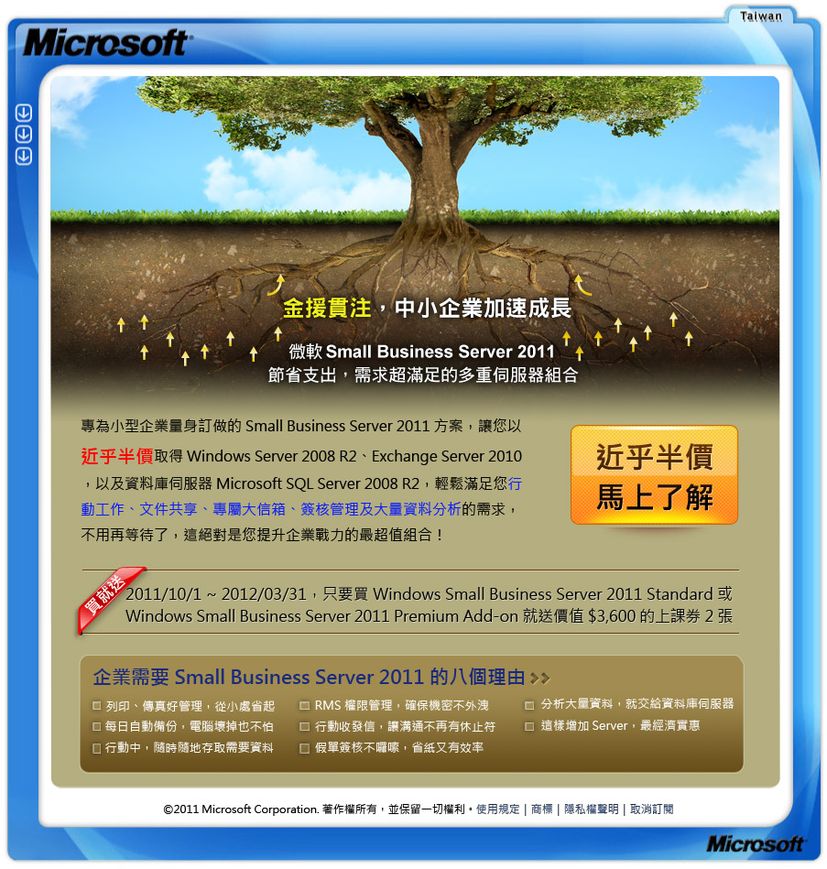 Taiwan
Microsoft
金援貫注，中小企業加速成長
微軟 Small Business Server 2011
節省支出，需求超滿足的多重伺服器組合
專為小型企業量身訂做的 Small Business Server 2011 方案，讓您以
近乎半價取得 Windows Server 2008 R2、Exchange Server 2010
，以及資料庫伺服器 Microsoft SQL Server 2008 R2，輕鬆滿足您行
動工作、文件共享、專屬大信箱、簽核管理及大量資料分析的需求，
不用再等待了，這絕對是您提升企業戰力的最超值組合！
近乎半價
馬上了解
買就送
2011/10/1 ~ 2012/03/31，只要買 Windows Small Business Server 2011 Standard 或
Windows Small Business Server 2011 Premium Add-on 就送價值 $3,600 的上課券 2 張
企業需要 Small Business Server 2011 的八個理由 >>
列印、傳真好管理，從小處省起
每日自動備份，電腦壞掉也不怕
行動中，隨時隨地存取需要資料
RMS 權限管理，確保機密不外洩
行動收發信，讓溝通不再有休止符
假單簽核不囉嗦，省紙又有效率
分析大量資料，就交給資料庫伺服器
這樣增加 Server，最經濟實惠
©2011 Microsoft Corporation. 著作權所有，並保留一切權利・使用規定 | 商標 | 隱私權聲明 | 取消訂閱
Microsoft